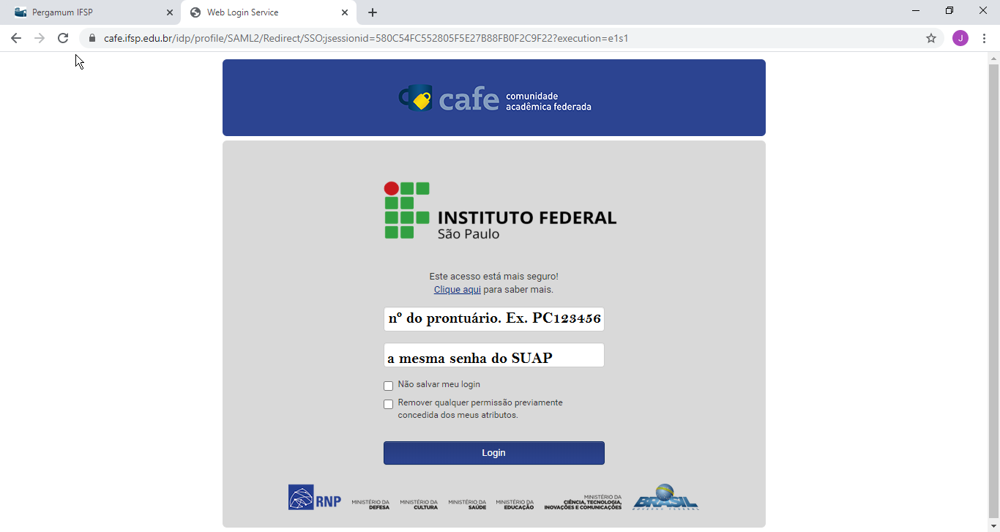 Pergamum IFSP
Web Login Service
cafe.ifsp.edu.br/idp/profile/SAML2/Redirect/SSO;jsessionid=580C54FC552805F5E27B88FB0F2C9F22?execution=e1s1
J
cafe
comunidade
acadêmica federada
INSTITUTO FEDERAL
São Paulo
Este acesso está mais seguro!
Clique aqui para saber mais.
nº do prontuário. Ex. PC123456
a mesma senha do SUAP
Não salvar meu login
Remover qualquer permissão previamente
concedida dos meus atributos.
Login
RNP
MINISTÉRIO DA
DEFESA
MINISTÉRIO DA
CULTURA
MINISTÉRIO DA
SAÚDE
MINISTÉRIO DA
EDUCAÇÃO
MINISTÉRIO DA
CIÊNCIA, TECNOLOGIA,
INOVAÇÕES E COMUNICAÇÕES
BRASIL
GOVERNO FEDERAL